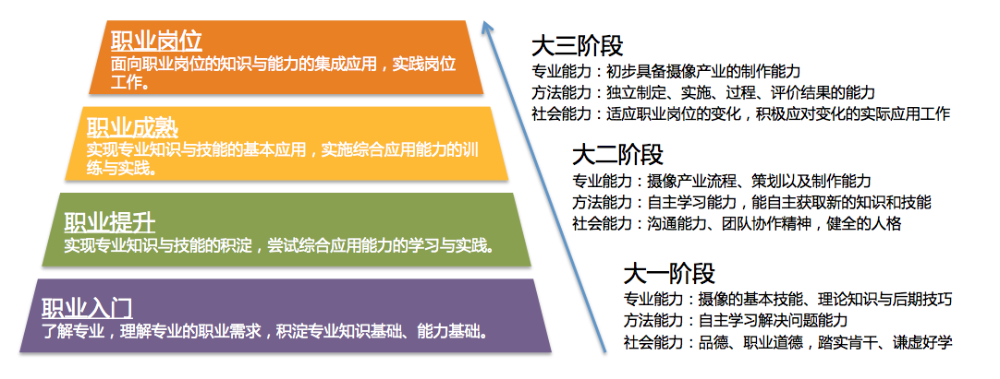 职业岗位
面向职业岗位的知识与能力的集成应用，实践岗位
工作。
职业成熟
实现专业知识与技能的基本应用，实施综合应用能力的训
练与实践。
职业提升
实现专业知识与技能的积淀，尝试综合应用能力的学习与实践。
职业入门
了解专业，理解专业的职业需求，积淀专业知识基础、能力基础。
大三阶段
专业能力：初步具备摄像产业的制作能力
方法能力：独立制定、实施、过程、评价结果的能力
社会能力：适应职业岗位的变化，积极应对变化的实际应用工作
大二阶段
专业能力：摄像产业流程、策划以及制作能力
方法能力：自主学习能力，能自主获取新的知识和技能
社会能力：沟通能力、团队协作精神，健全的人格
大一阶段
专业能力：摄像的基本技能、理论知识与后期技巧
方法能力：自主学习解决问题能力
社会能力：品德、职业道德，踏实肯干、谦虚好学